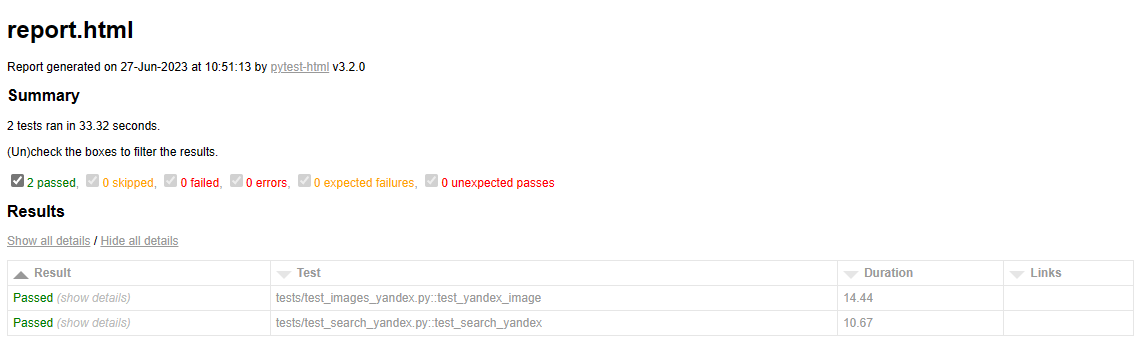 report.html
Report generated on 27-Jun-2023 at 10:51:13 by pytest-html v3.2.0
Summary
2 tests ran in 33.32 seconds.
(Un)check the boxes to filter the results.
2 passed, 0 skipped, 0 failed, 0 errors, 0 expected failures, 0 unexpected passes
Results
Show all details / Hide all details
Result Test Duration Links
Passed (show details) tests/test_images_yandex.py::test_yandex_image 14.44
Passed (show details) tests/test_search_yandex.py::test_search_yandex 10.67